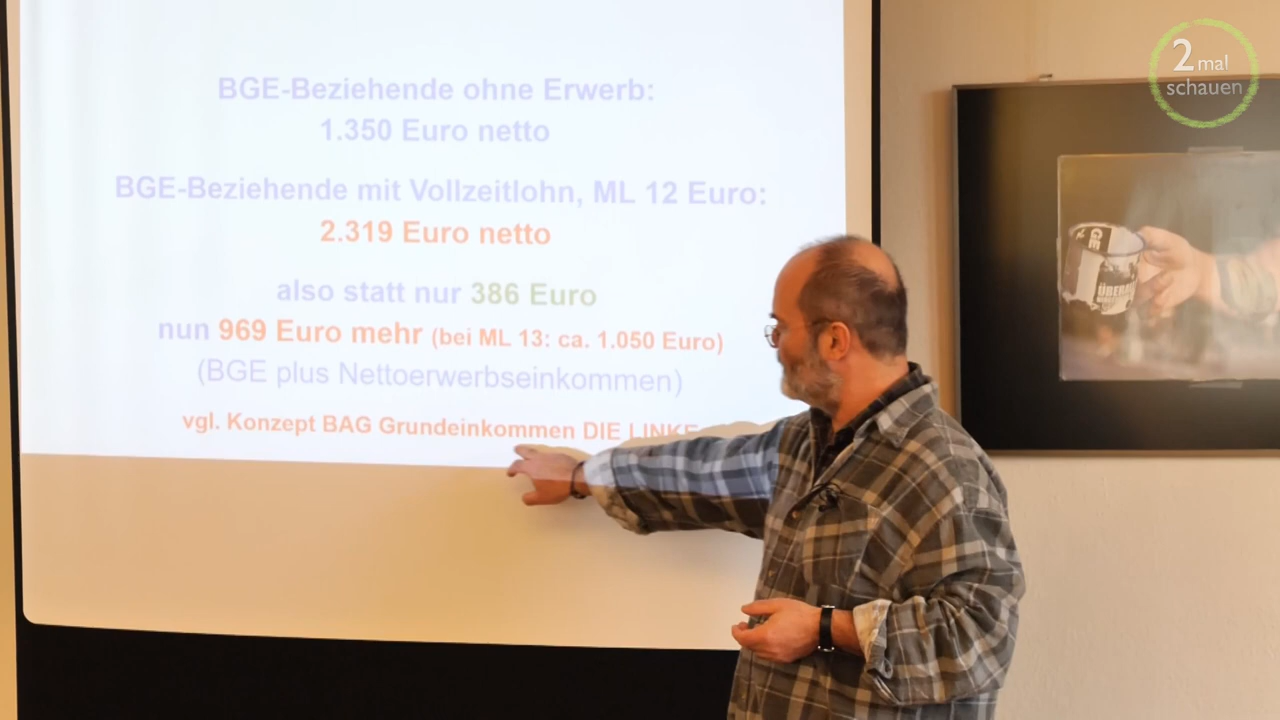 BGE-Beziehende ohne Erwerb:
1.350 Euro netto
BGE-Beziehende mit Vollzeitlohn, ML 12 Euro:
2.319 Euro netto
also statt nur 386 Euro
nun 969 Euro mehr (bei ML 13: ca. 1.050 Euro)
(BGE plus Nettoerwerbseinkommen)
vgl. Konzept BAG Grundeinkommen DIE LINKE
2 mal
schauen
GE